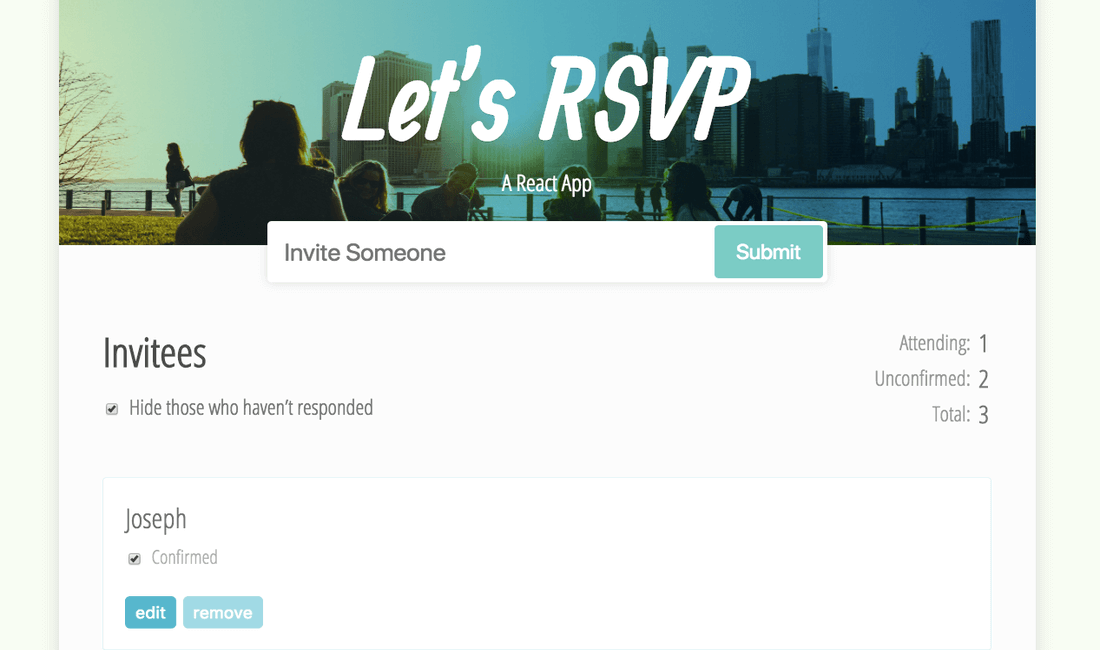 Let's RSVP
A React App
Invite Someone
Submit
Invitees
Hide those who haven't responded
Attending: 1
Unconfirmed: 2
Total: 3
Joseph
Confirmed
edit remove